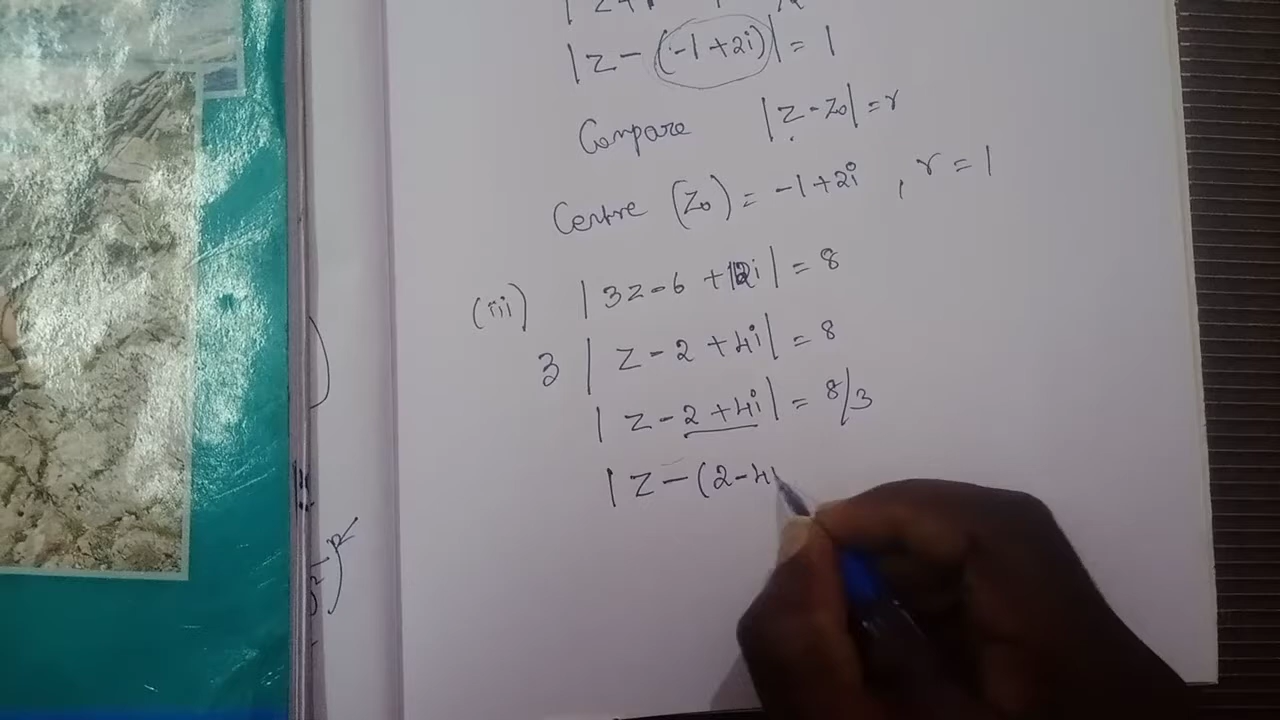 |z-(-1+2i)| = 1
Compare |z-z₀| = r
Centre (z₀) = -1+2i , r = 1
(iii) |3z-6+12i| = 8
3 |z-2+4i| = 8
|z-2+4i| = 8/3
|z-(2-4i